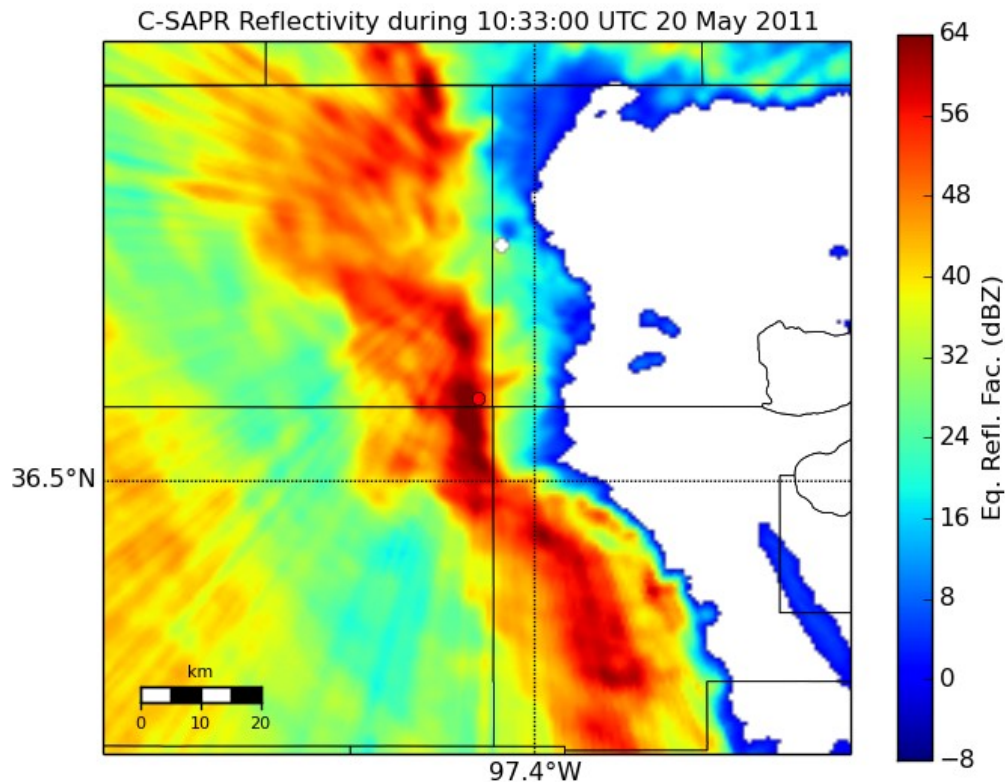 C-SAPR Reflectivity during 10:33:00 UTC 20 May 2011
64
56
48
40
32
24
16
8
0
−8
Eq. Refl. Fac. (dBZ)
36.5°N
97.4°W
km
0 10 20